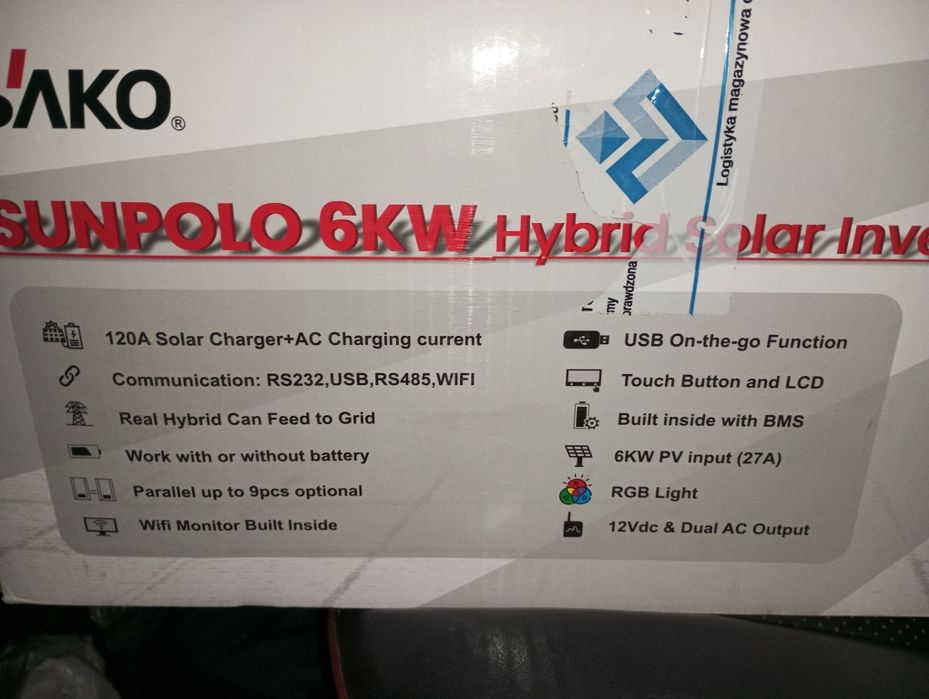 SAKO®
SUNPOLO 6KW Hybrid Solar Inve
Logistyka magazynowa
120A Solar Charger+AC Charging current
Communication: RS232,USB,RS485,WIFI
Real Hybrid Can Feed to Grid
Work with or without battery
Parallel up to 9pcs optional
Wifi Monitor Built Inside
USB On-the-go Function
Touch Button and LCD
Built inside with BMS
6KW PV input (27A)
RGB Light
12Vdc & Dual AC Output